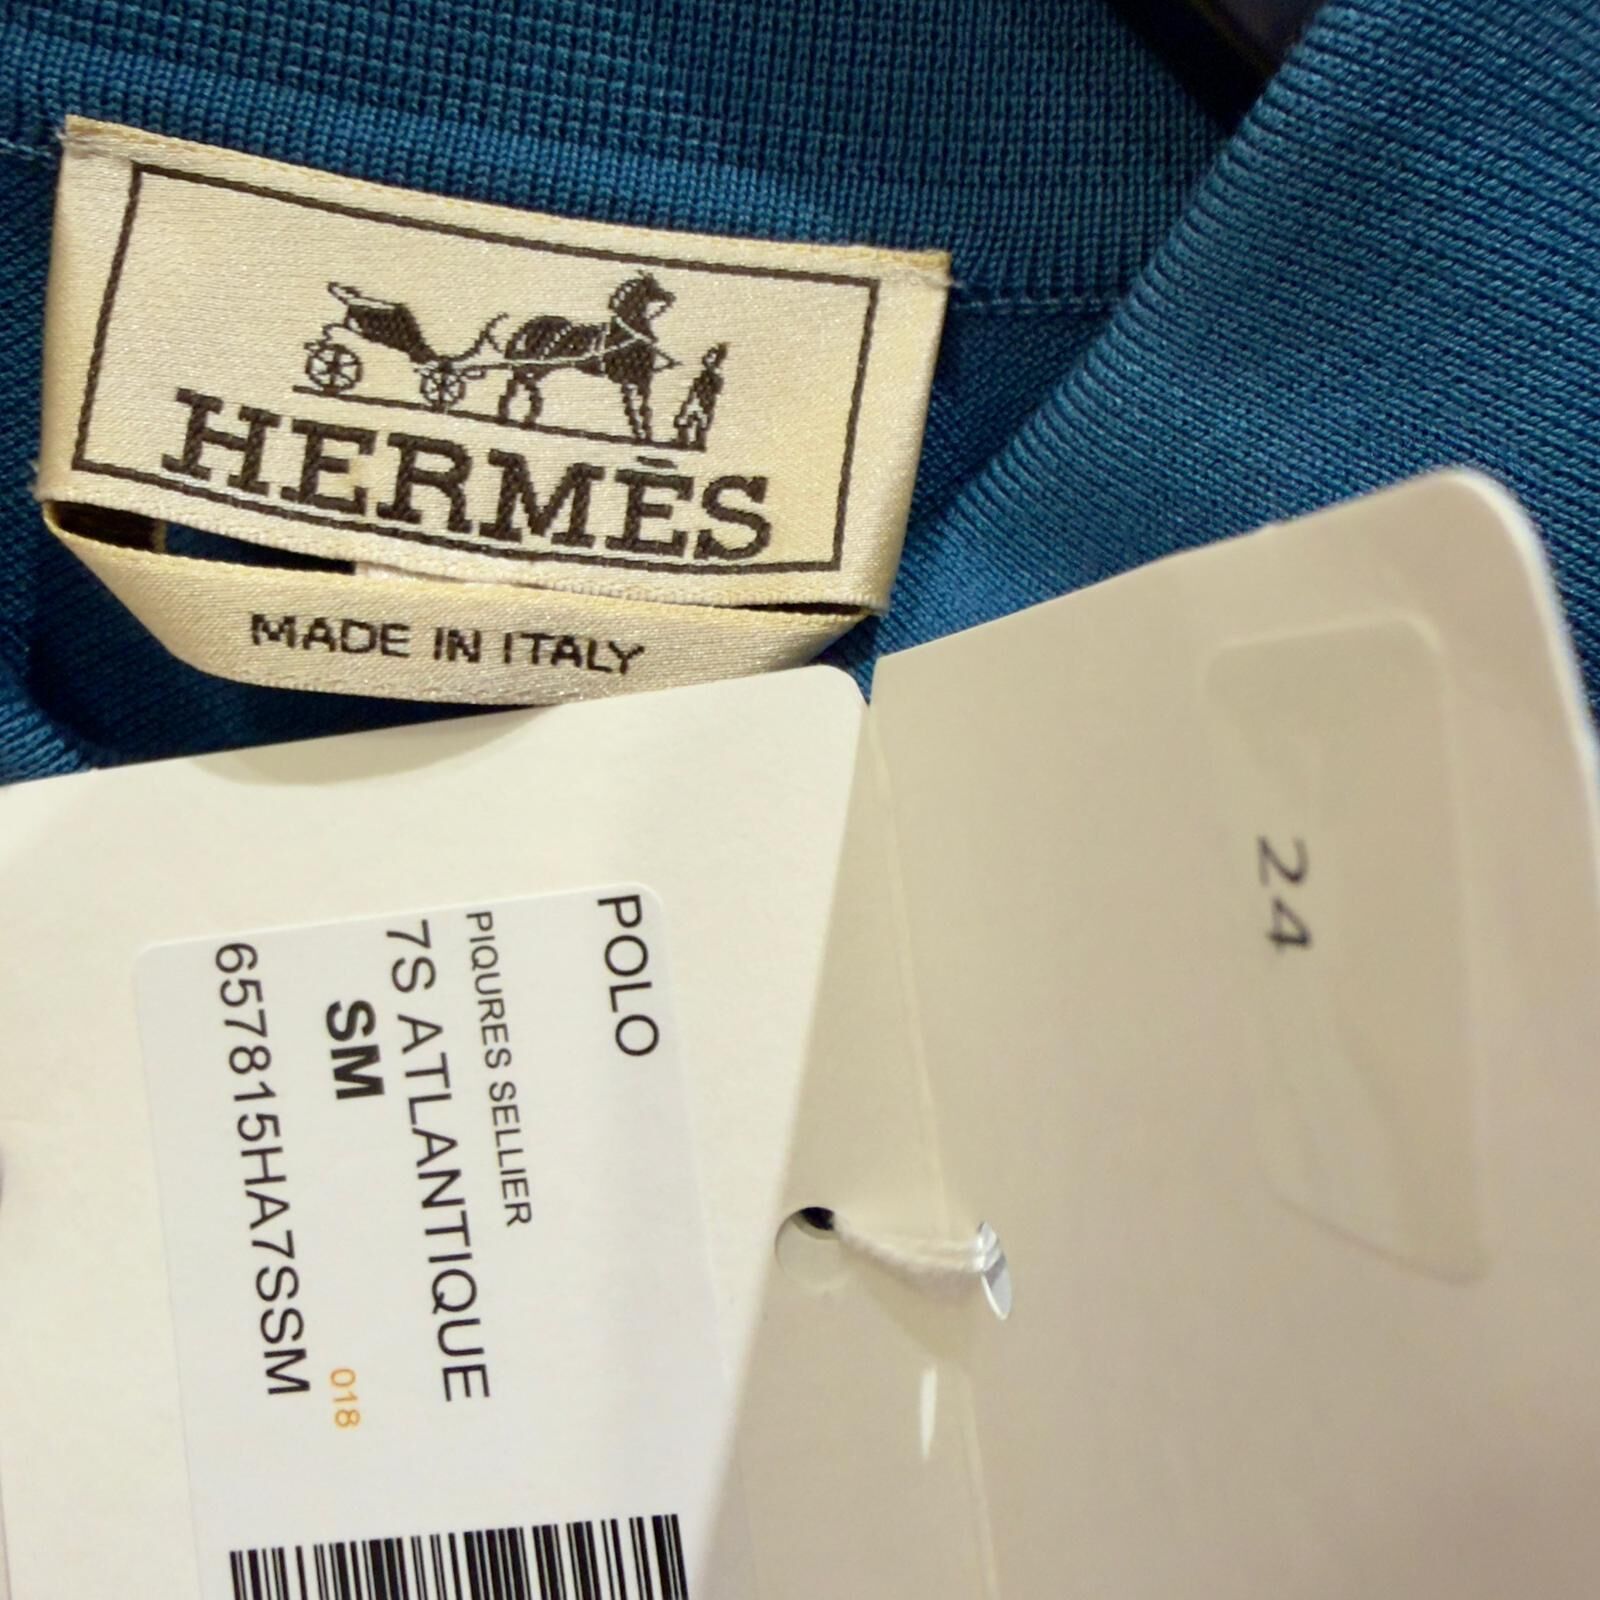 HERMÈS
MADE IN ITALY
POLO
PIQURES SELLIER
7S ATLANTIQUE
SM
018
657815HA7SSM
24